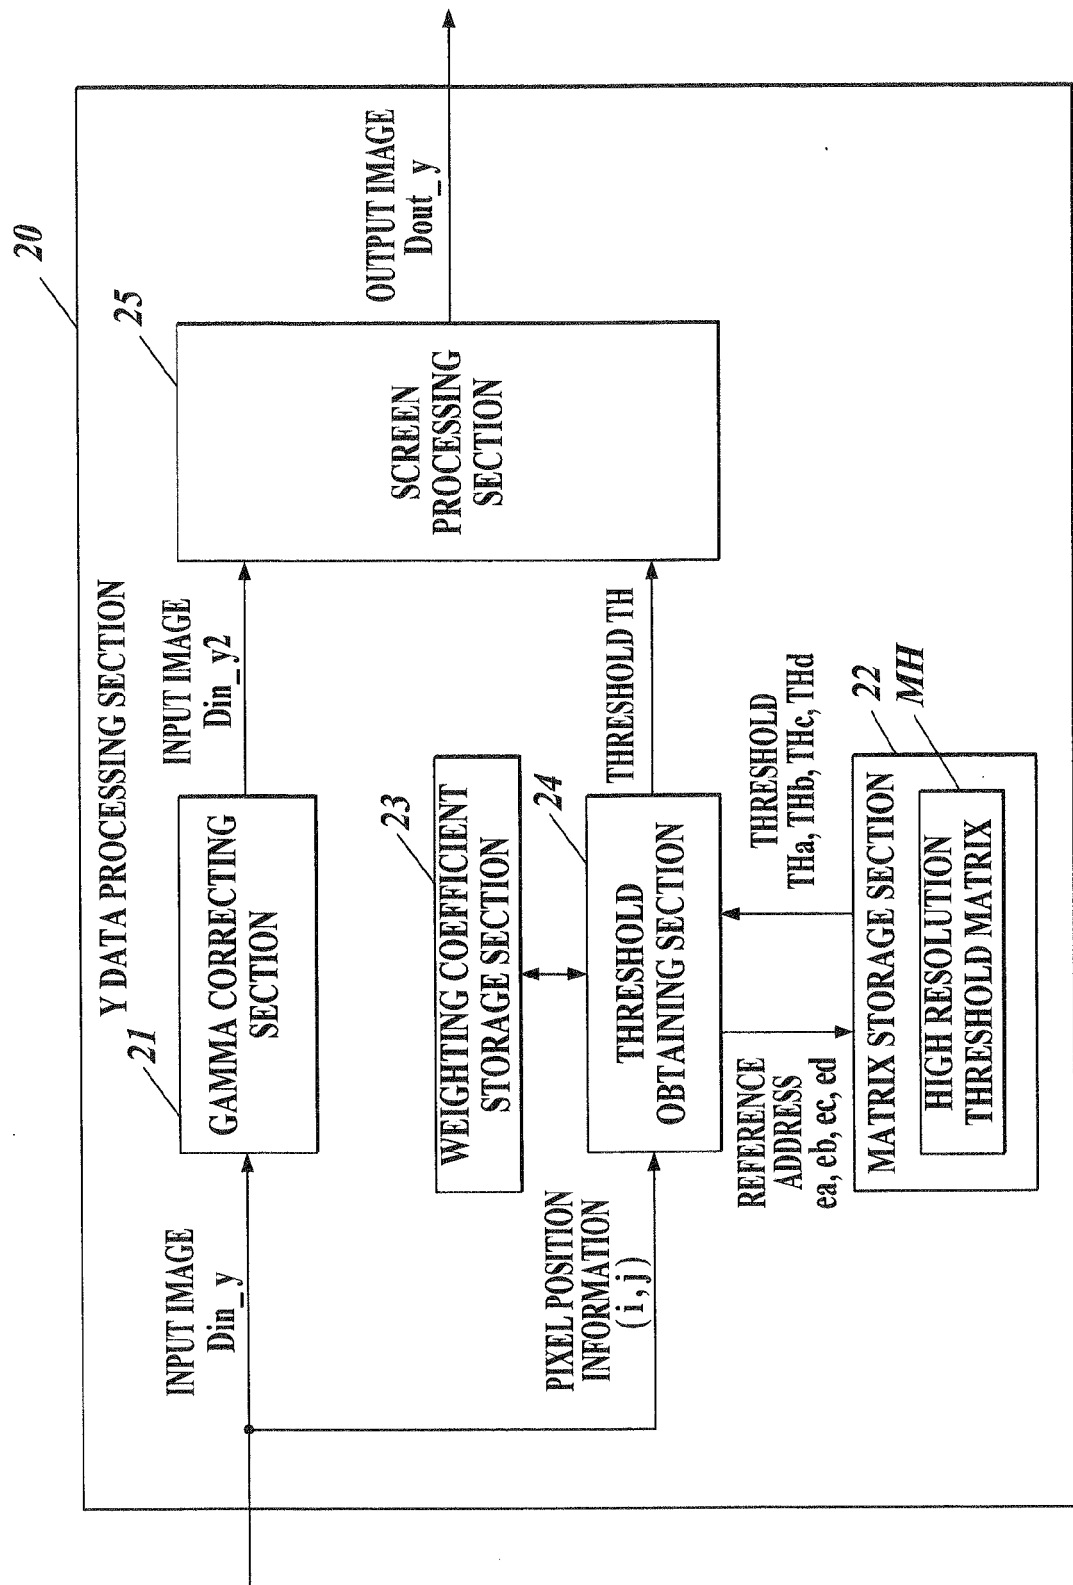 20
Y DATA PROCESSING SECTION
INPUT IMAGE
Din_y
21
GAMMA CORRECTING
SECTION
INPUT IMAGE
Din_y2
25
SCREEN
PROCESSING
SECTION
OUTPUT IMAGE
Dout_y
23
WEIGHTING COEFFICIENT
STORAGE SECTION
PIXEL POSITION
INFORMATION
(i,j)
24
THRESHOLD
OBTAINING SECTION
THRESHOLD TH
REFERENCE
ADDRESS
ea, eb, ec, ed
THRESHOLD
THa, THb, THc, THd
22
MATRIX STORAGE SECTION
MH
HIGH RESOLUTION
THRESHOLD MATRIX